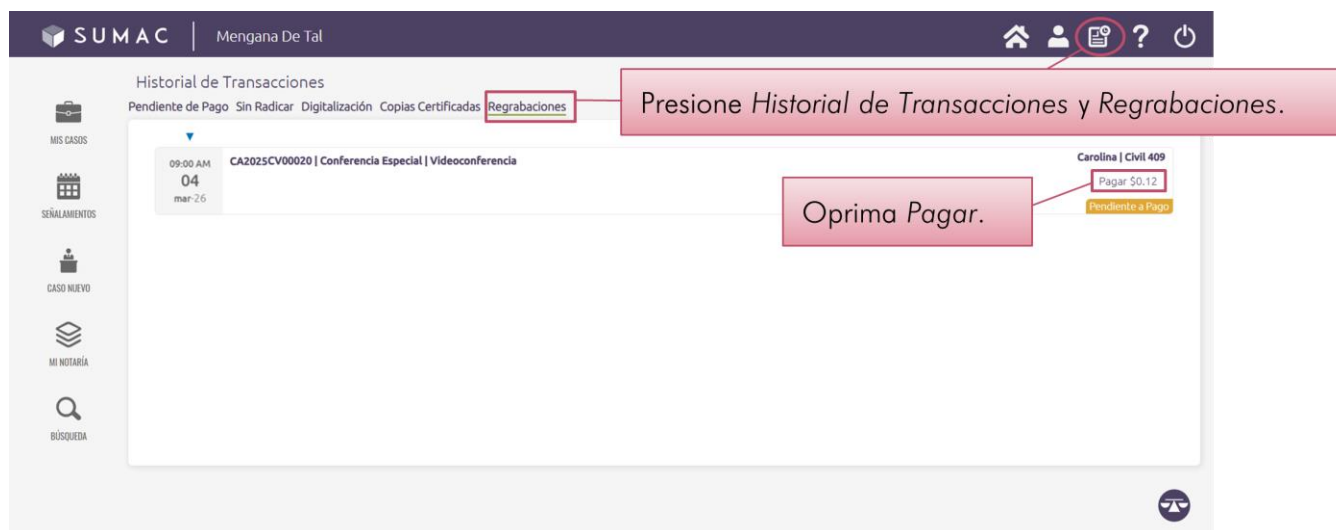 SUMAC
Mengana De Tal
?
Historial de Transacciones
Pendiente de Pago Sin Radicar Digitalización Copias Certificadas Regrabaciones
Presione Historial de Transacciones y Regrabaciones.
MIS CASOS
09:00 AM
04
mar-26
CA2025CV00020 | Conferencia Especial | Videoconferencia
Carolina | Civil 409
Pagar $0.12
Pendiente a Pago
Oprima Pagar.
SEÑALAMIENTOS
CASO NUEVO
MI NOTARÍA
BÚSQUEDA